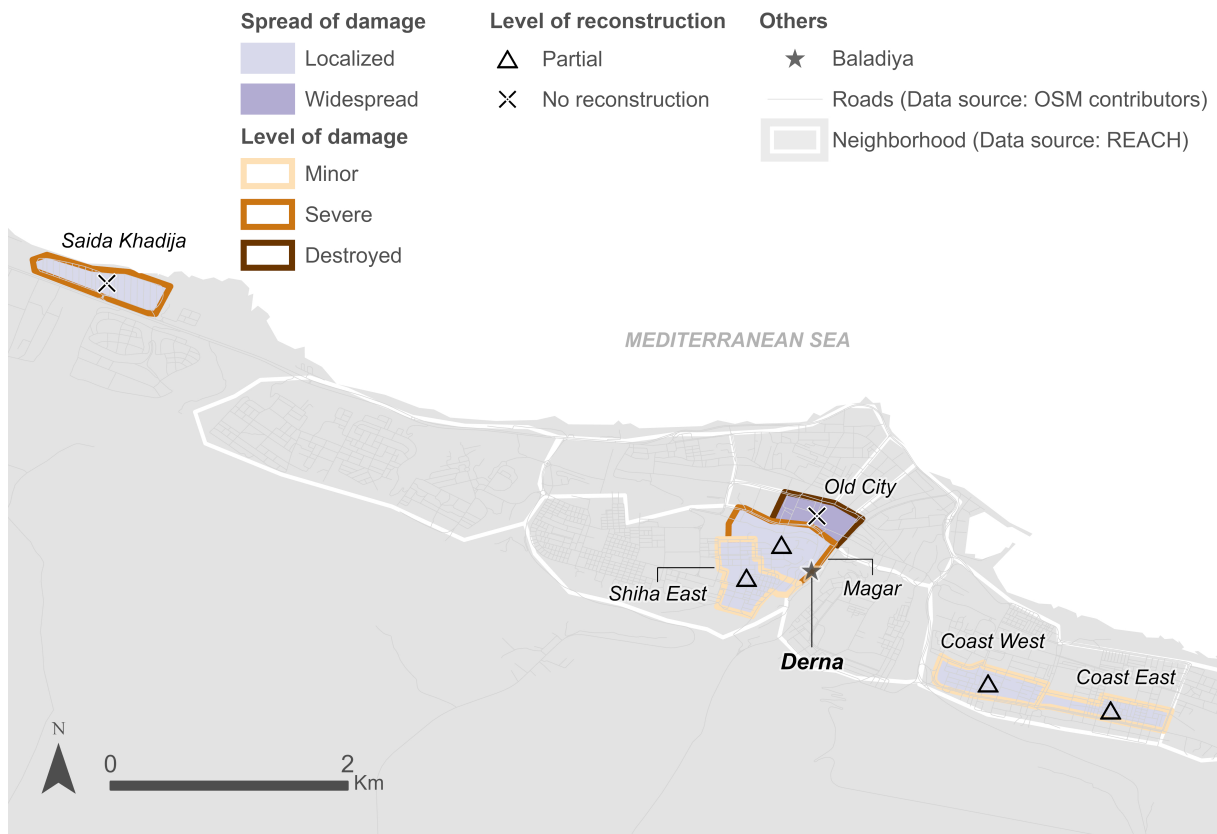 Spread of damage
Localized
Widespread
Level of damage
Minor
Severe
Destroyed
Level of reconstruction
Partial
No reconstruction
Others
Baladiya
Roads (Data source: OSM contributors)
Neighborhood (Data source: REACH)
Saida Khadija
MEDITERRANEAN SEA
Old City
Shiha East
Magar
Derna
Coast West
Coast East
N
0
2
Km